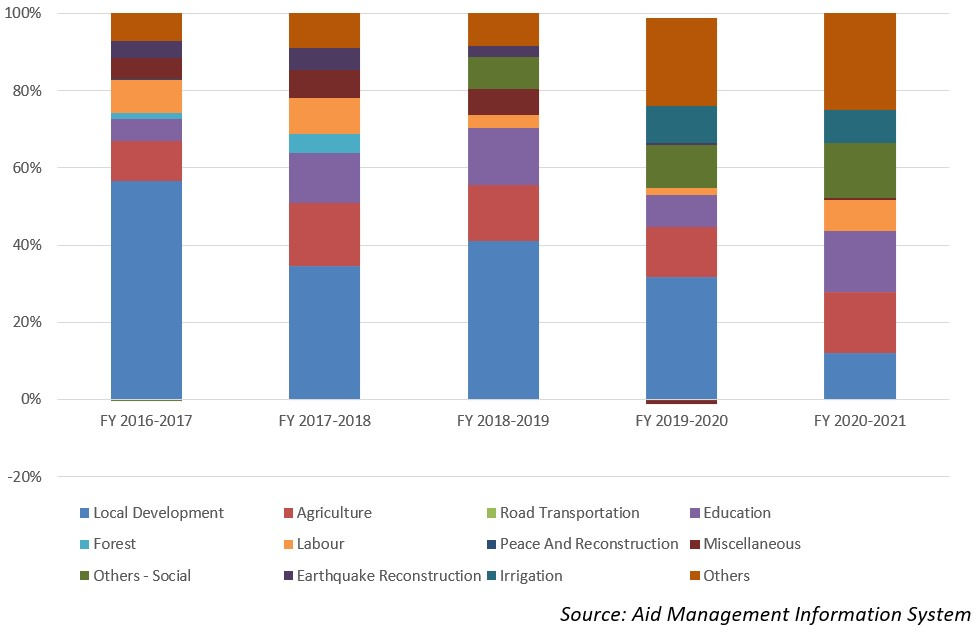 100%
80%
60%
40%
20%
0%
-20%
FY 2016-2017 FY 2017-2018 FY 2018-2019 FY 2019-2020 FY 2020-2021
Local Development Agriculture Road Transportation Education
Forest Labour Peace And Reconstruction Miscellaneous
Others - Social Earthquake Reconstruction Irrigation Others
Source: Aid Management Information System